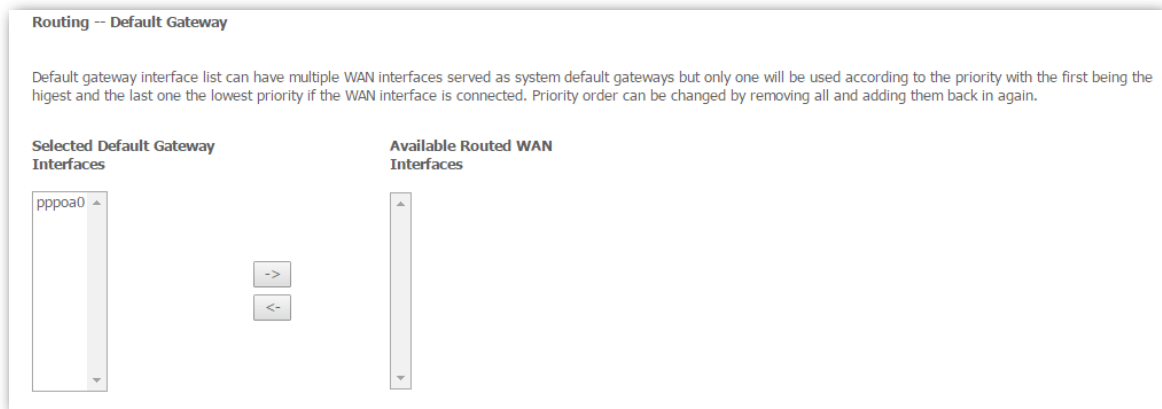 Routing -- Default Gateway
Default gateway interface list can have multiple WAN interfaces served as system default gateways but only one will be used according to the priority with the first being the
higest and the last one the lowest priority if the WAN interface is connected. Priority order can be changed by removing all and adding them back in again.
Selected Default Gateway
Interfaces
Available Routed WAN
Interfaces
pppoa0
->
<-